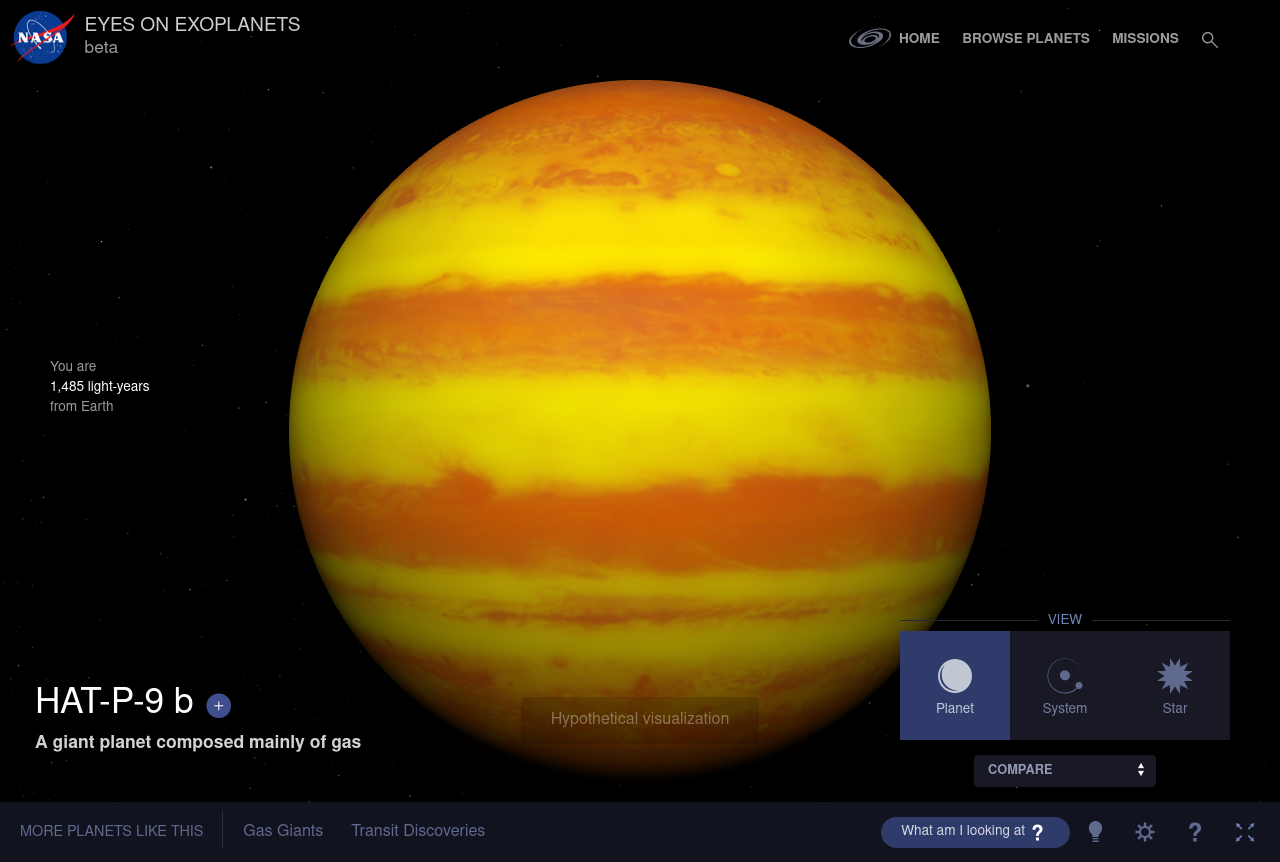 NASA
EYES ON EXOPLANETS
beta
HOME
BROWSE PLANETS
MISSIONS
You are
1,485 light-years
from Earth
HAT-P-9 b +
A giant planet composed mainly of gas
Hypothetical visualization
VIEW
Planet
System
Star
COMPARE
MORE PLANETS LIKE THIS
Gas Giants
Transit Discoveries
What am I looking at ?
?